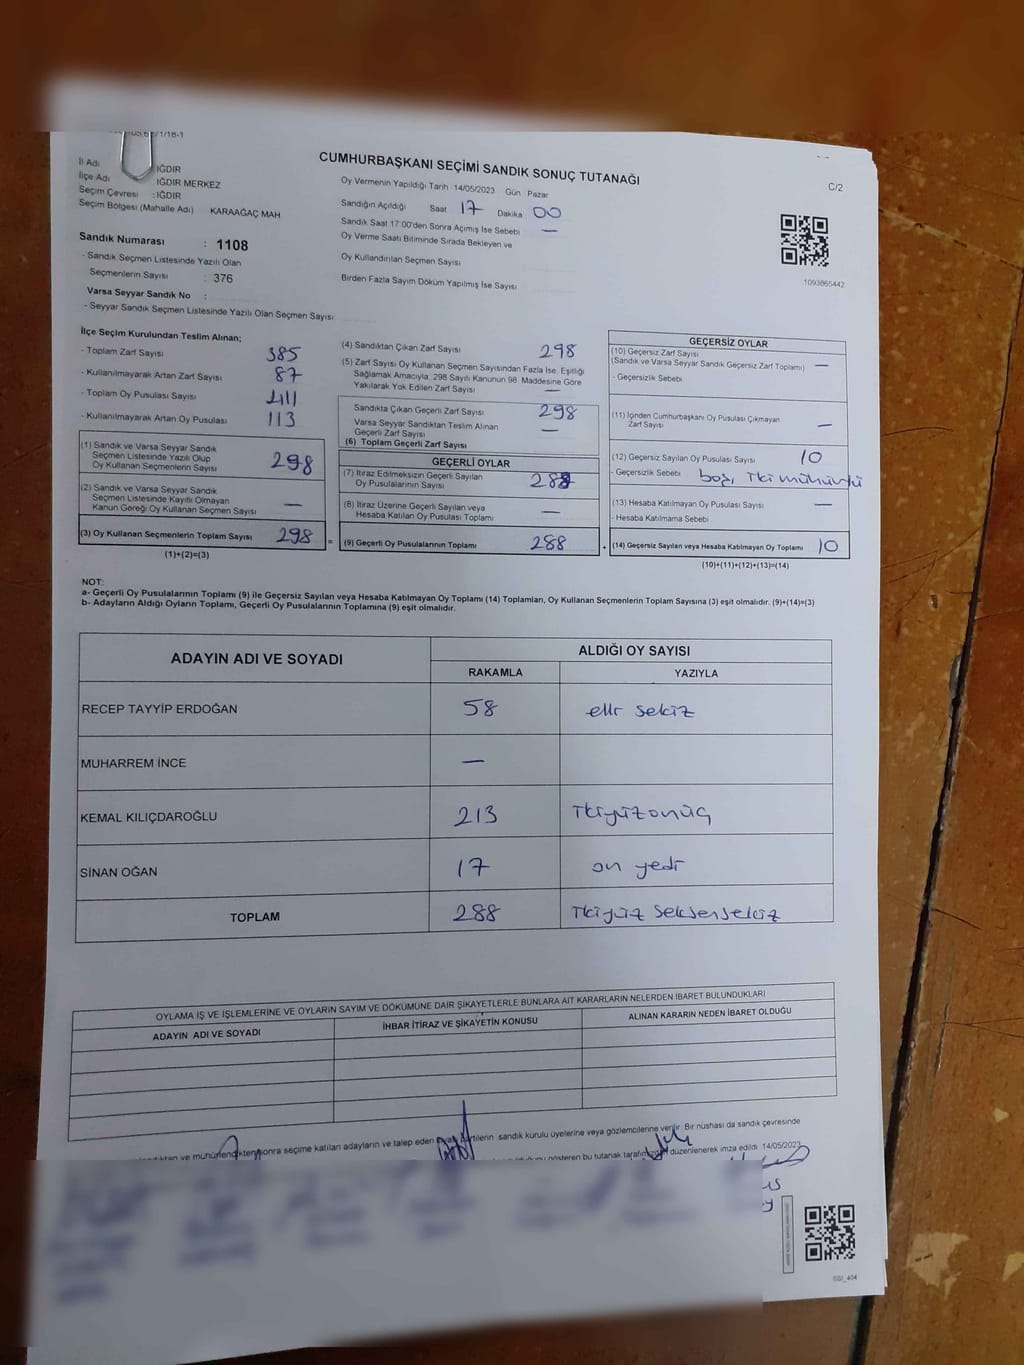 CUMHURBAŞKANI SEÇİMİ SANDIK SONUÇ TUTANAĞI
C/2
İl Adı IĞDIR
İlçe Adı IĞDIR MERKEZ
Seçim Çevresi : IĞDIR
Seçim Bölgesi (Mahalle Adı) KARAAĞAÇ MAH
Sandık Numarası : 1108
- Sandık Seçmen Listesinde Yazılı Olan
Seçmenlerin Sayısı : 376
Varsa Seyyar Sandık No :
- Seyyar Sandık Seçmen Listesinde Yazılı Olan Seçmen Sayısı
Oy Vermenin Yapıldığı Tarih 14/05/2023 Gün Pazar
Sandığın Açıldığı Saat 17 Dakika 00
Sandık Saat 17:00'den Sonra Açımış İse Sebebi —
Oy Verme Saati Bitiminde Sırada Bekleyen ve
Oy Kullandırılan Seçmen Sayısı
Birden Fazla Sayım Döküm Yapılmış İse Sayısı
1093865442
İlçe Seçim Kurulundan Teslim Alınan;
- Toplam Zarf Sayısı 385
- Kullanılmayarak Artan Zarf Sayısı 87
- Toplam Oy Pusulası Sayısı 411
- Kullanılmayarak Artan Oy Pusulası 113
(1) Sandık ve Varsa Seyyar Sandık
Seçmen Listesinde Yazılı Olup
Oy Kullanan Seçmenlerin Sayısı 298
(2) Sandık ve Varsa Seyyar Sandık
Seçmen Listesinde Kayıtlı Olmayan
Kanun Gereği Oy Kullanan Seçmen Sayısı —
(3) Oy Kullanan Seçmenlerin Toplam Sayısı 298 =
(1)+(2)=(3)
(4) Sandıktan Çıkan Zarf Sayısı 298
(5) Zarf Sayısı Oy Kullanan Seçmen Sayısından Fazla İse, Eşitliği
Sağlamak Amacıyla, 298 Sayılı Kanunun 98. Maddesine Göre
Yakılarak Yok Edilen Zarf Sayısı —
Sandıkta Çıkan Geçerli Zarf Sayısı 298
Varsa Seyyar Sandıktan Teslim Alınan
Geçerli Zarf Sayısı —
(6) Toplam Geçerli Zarf Sayısı
GEÇERLİ OYLAR
(7) İtiraz Edilmeksizin Geçerli Sayılan
Oy Pusulalarının Sayısı 288
(8) İtiraz Üzerine Geçerli Sayılan veya
Hesaba Katılan Oy Pusulası Toplamı —
(9) Geçerli Oy Pusulalarının Toplamı 288 +
GEÇERSİZ OYLAR
(10) Geçersiz Zarf Sayısı
(Sandık ve Varsa Seyyar Sandık Geçersiz Zarf Toplamı) —
- Geçersizlik Sebebi
(11) İçinden Cumhurbaşkanı Oy Pusulası Çıkmayan
Zarf Sayısı —
(12) Geçersiz Sayılan Oy Pusulası Sayısı 10
- Geçersizlik Sebebi boş, iki mühürlü
(13) Hesaba Katılmayan Oy Pusulası Sayısı —
- Hesaba Katılmama Sebebi
(14) Geçersiz Sayılan veya Hesaba Katılmayan Oy Toplamı 10
(10)+(11)+(12)+(13)=(14)
NOT:
a- Geçerli Oy Pusulalarının Toplamı (9) ile Geçersiz Sayılan veya Hesaba Katılmayan Oy Toplamı (14) Toplamları, Oy Kullanan Seçmenlerin Toplam Sayısına (3) eşit olmalıdır. (9)+(14)=(3)
b- Adayların Aldığı Oyların Toplamı, Geçerli Oy Pusulalarının Toplamına (9) eşit olmalıdır.
ADAYIN ADI VE SOYADI
ALDIĞI OY SAYISI
RAKAMLA YAZIYLA
RECEP TAYYİP ERDOĞAN 58 elli sekiz
MUHARREM İNCE —
KEMAL KILIÇDAROĞLU 213 ikiyüzonüç
SİNAN OĞAN 17 on yedi
TOPLAM 288 ikiyüz seksensekiz
OYLAMA İŞ VE İŞLEMLERİNE VE OYLARIN SAYIM VE DÖKÜMÜNE DAİR ŞİKAYETLERLE BUNLARA AİT KARARLARIN NELERDEN İBARET BULUNDUKLARI
ADAYIN ADI VE SOYADI İHBAR İTİRAZ VE ŞİKAYETİN KONUSU ALINAN KARARIN NEDEN İBARET OLDUĞU
sonra seçime katılan adayların ve talep eden siyasi partilerin sandık kurulu üyelerine veya gözlemcilerine verilir. Bir nüshası da sandık çevresinde
gösteren bu tutanak tarafımızdan düzenlenerek imza edildi 14/05/2023